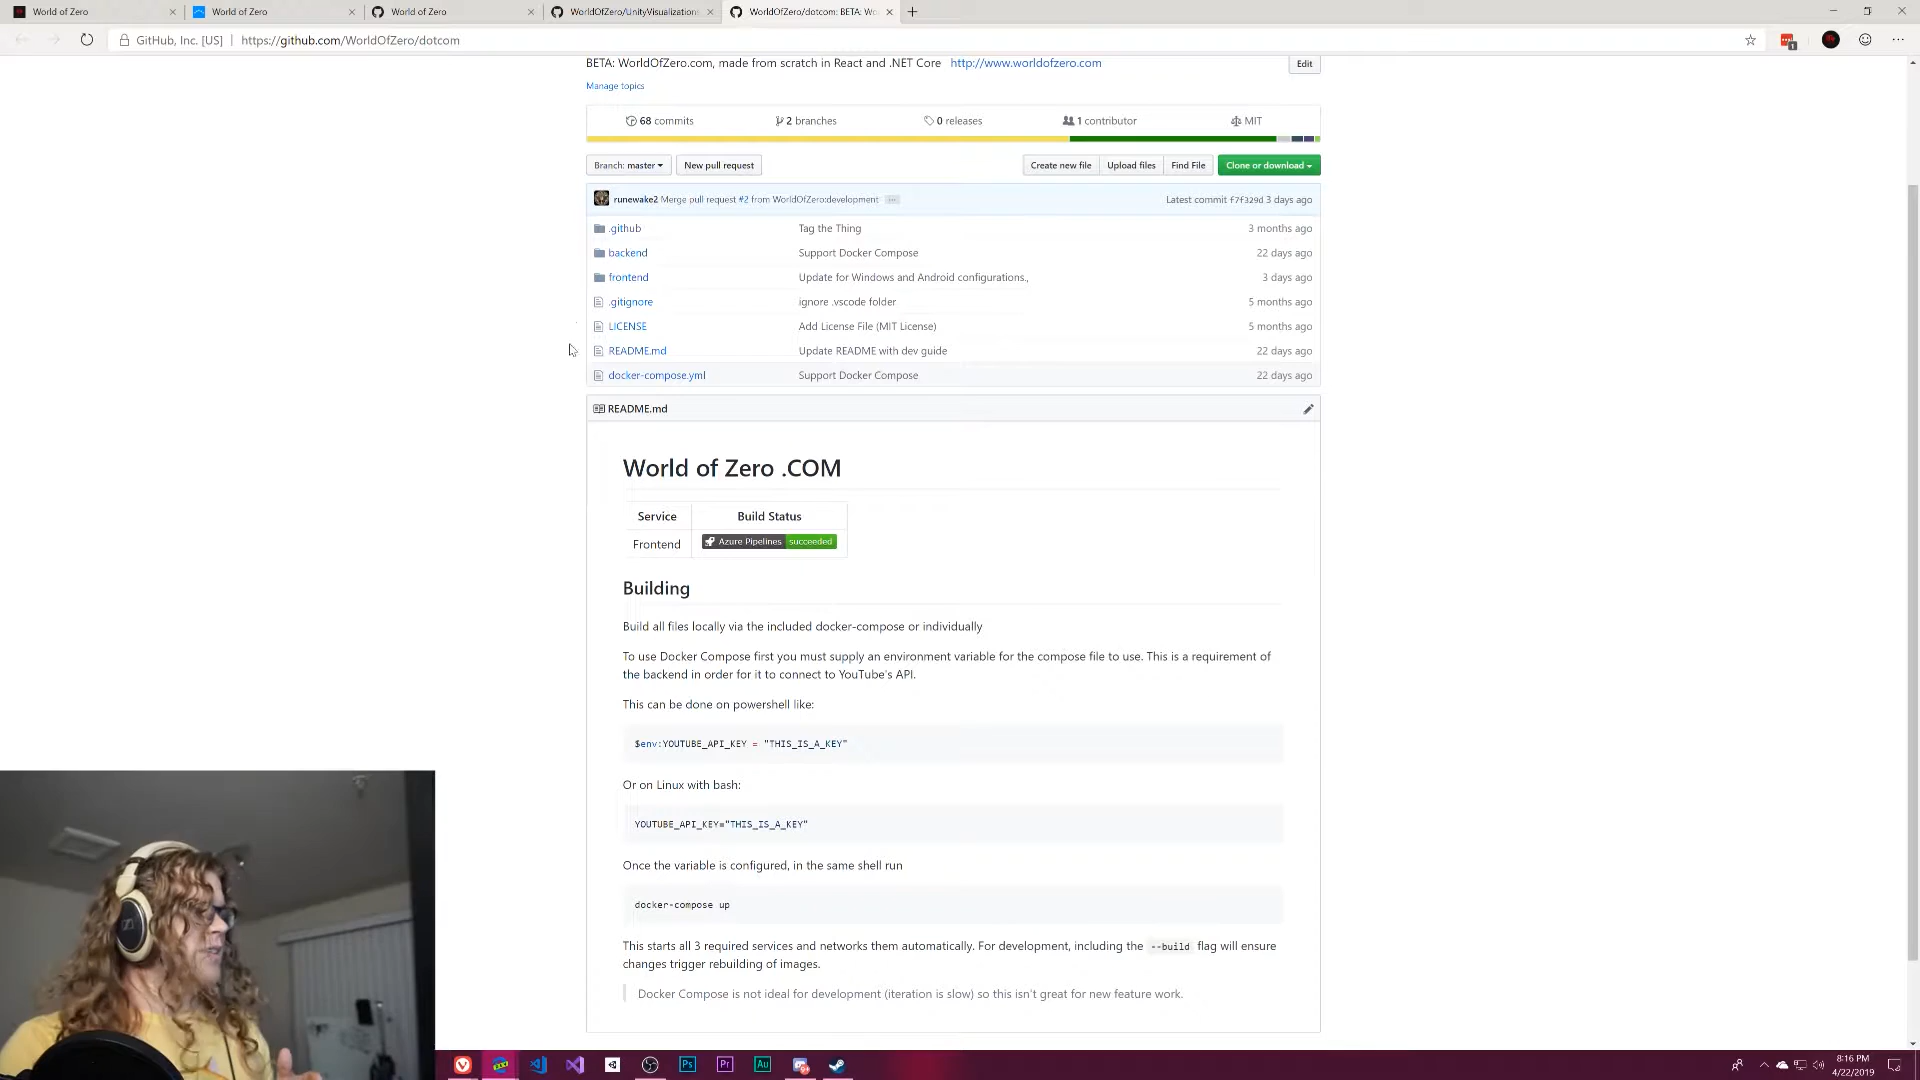 World of Zero
World of Zero
World of Zero
WorldOfZero/UnityVisualization
WorldOfZero/dotcom: BETA: Wo
GitHub, Inc. [US]
https://github.com/WorldOfZero/dotcom
BETA: WorldOfZero.com, made from scratch in React and .NET Core http://www.worldofzero.com
Edit
Manage topics
68 commits
2 branches
0 releases
1 contributor
MIT
Branch: master
New pull request
Create new file
Upload files
Find File
Clone or download
runewake2 Merge pull request #2 from WorldOfZero:development
Latest commit f7f329d 3 days ago
.github
Tag the Thing
3 months ago
backend
Support Docker Compose
22 days ago
frontend
Update for Windows and Android configurations.,
3 days ago
.gitignore
ignore .vscode folder
5 months ago
LICENSE
Add License File (MIT License)
5 months ago
README.md
Update README with dev guide
22 days ago
docker-compose.yml
Support Docker Compose
22 days ago
README.md
World of Zero .COM
Service
Build Status
Frontend
Azure Pipelines succeeded
Building
Build all files locally via the included docker-compose or individually
To use Docker Compose first you must supply an environment variable for the compose file to use. This is a requirement of
the backend in order for it to connect to YouTube's API.
This can be done on powershell like:
$env:YOUTUBE_API_KEY = "THIS_IS_A_KEY"
Or on Linux with bash:
YOUTUBE_API_KEY="THIS_IS_A_KEY"
Once the variable is configured, in the same shell run
docker-compose up
This starts all 3 required services and networks them automatically. For development, including the --build flag will ensure
changes trigger rebuilding of images.
Docker Compose is not ideal for development (iteration is slow) so this isn't great for new feature work.
Ps
Pr
Au
8:16 PM
4/22/2019